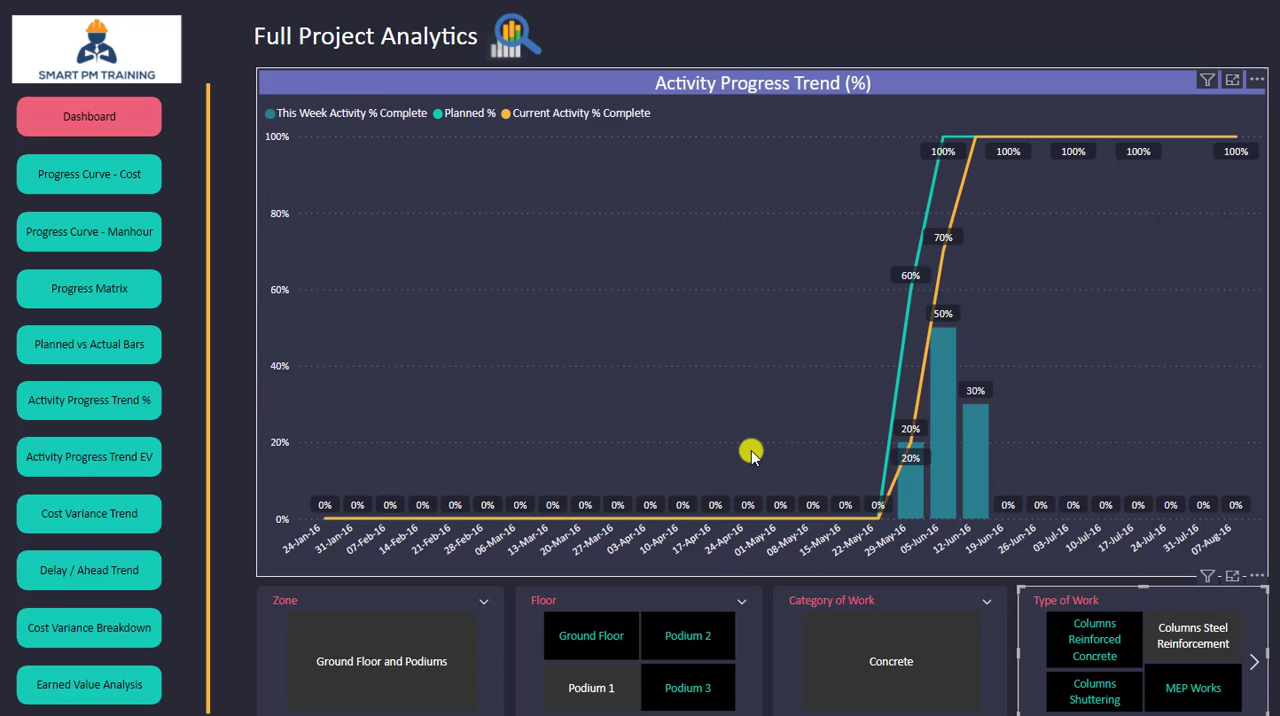 SMART PM TRAINING
Full Project Analytics
Dashboard
Progress Curve - Cost
Progress Curve - Manhour
Progress Matrix
Planned vs Actual Bars
Activity Progress Trend %
Activity Progress Trend EV
Cost Variance Trend
Delay / Ahead Trend
Cost Variance Breakdown
Earned Value Analysis
Activity Progress Trend (%)
This Week Activity % Complete Planned % Current Activity % Complete
100%
80%
60%
40%
20%
0%
100% 100% 100% 100% 100%
70%
60%
50%
30%
20%
20%
0% 0% 0% 0% 0% 0% 0% 0% 0% 0% 0% 0% 0% 0% 0% 0% 0% 0% 0% 0% 0% 0% 0% 0% 0% 0%
24-Jan-16 31-Jan-16 07-Feb-16 14-Feb-16 21-Feb-16 28-Feb-16 06-Mar-16 13-Mar-16 20-Mar-16 27-Mar-16 03-Apr-16 10-Apr-16 17-Apr-16 24-Apr-16 01-May-16 08-May-16 15-May-16 22-May-16 29-May-16 05-Jun-16 12-Jun-16 19-Jun-16 26-Jun-16 03-Jul-16 10-Jul-16 17-Jul-16 24-Jul-16 31-Jul-16 07-Aug-16
Zone
Ground Floor and Podiums
Floor
Ground Floor
Podium 2
Podium 1
Podium 3
Category of Work
Concrete
Type of Work
Columns
Reinforced
Concrete
Columns Steel
Reinforcement
Columns
Shuttering
MEP Works